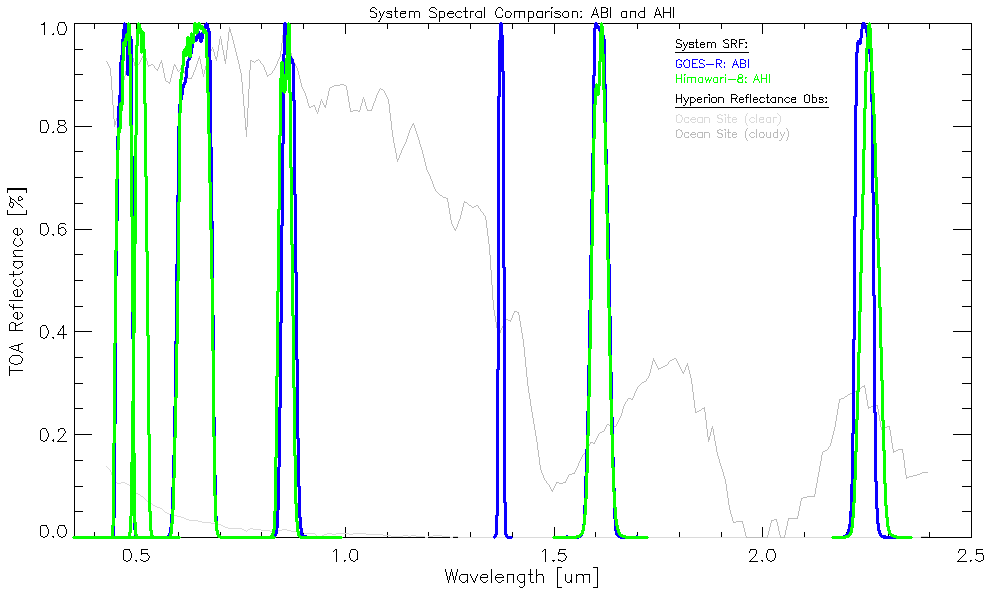 System Spectral Comparison: ABI and AHI
System SRF:
GOES-R: ABI
Himawari-8: AHI
Hyperion Reflectance Obs:
Ocean Site (clear)
Ocean Site (cloudy)
TOA Reflectance [%]
1.0
0.8
0.6
0.4
0.2
0.0
0.5 1.0 1.5 2.0 2.5
Wavelength [um]